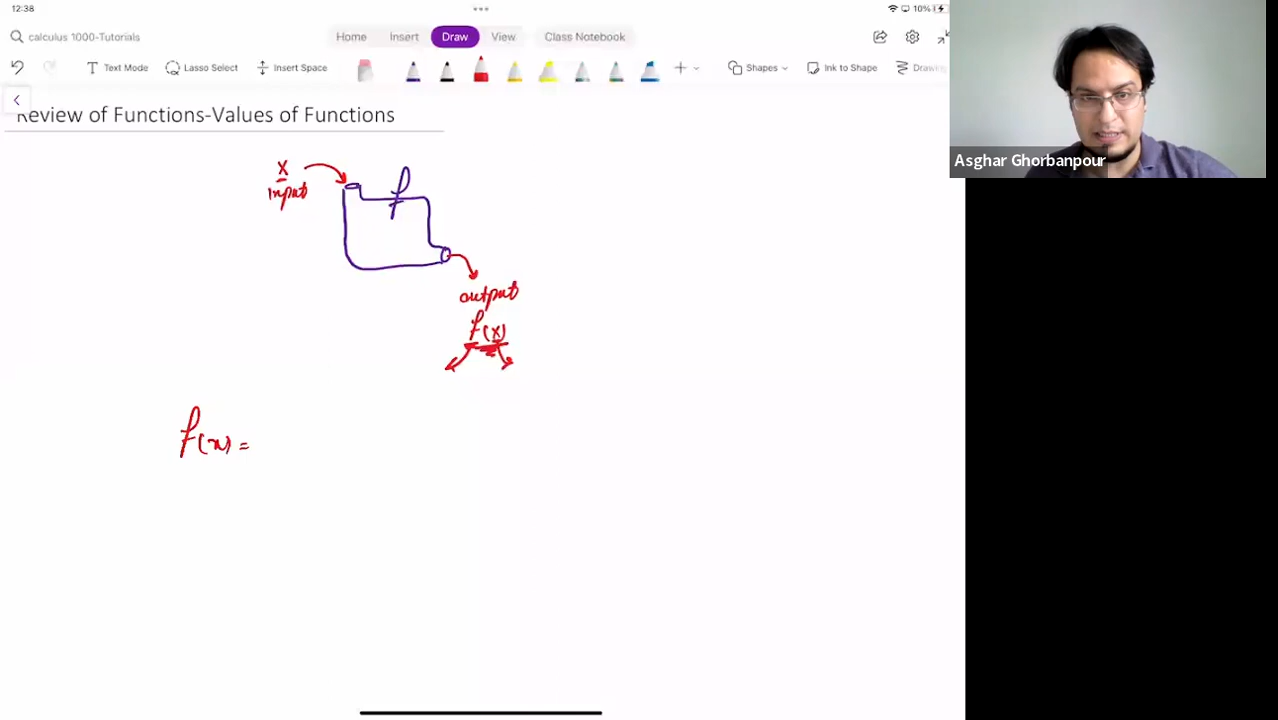 12:38
10%
calculus 1000-Tutorials
Home
Insert
Draw
View
Class Notebook
Text Mode
Lasso Select
Insert Space
Shapes
Ink to Shape
Review of Functions-Values of Functions
Asghar Ghorbanpour
x
input
f
output
f(x)
f(x) =